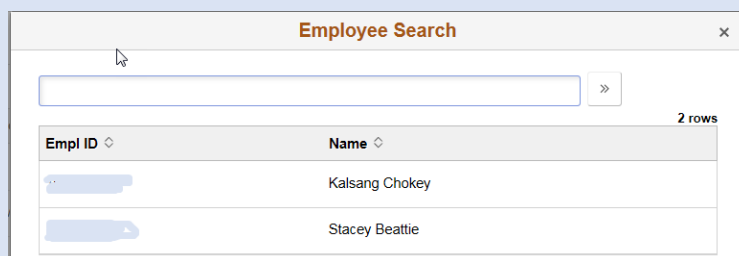 Employee Search
×
»
2 rows
Empl ID Name
Kalsang Chokey
Stacey Beattie